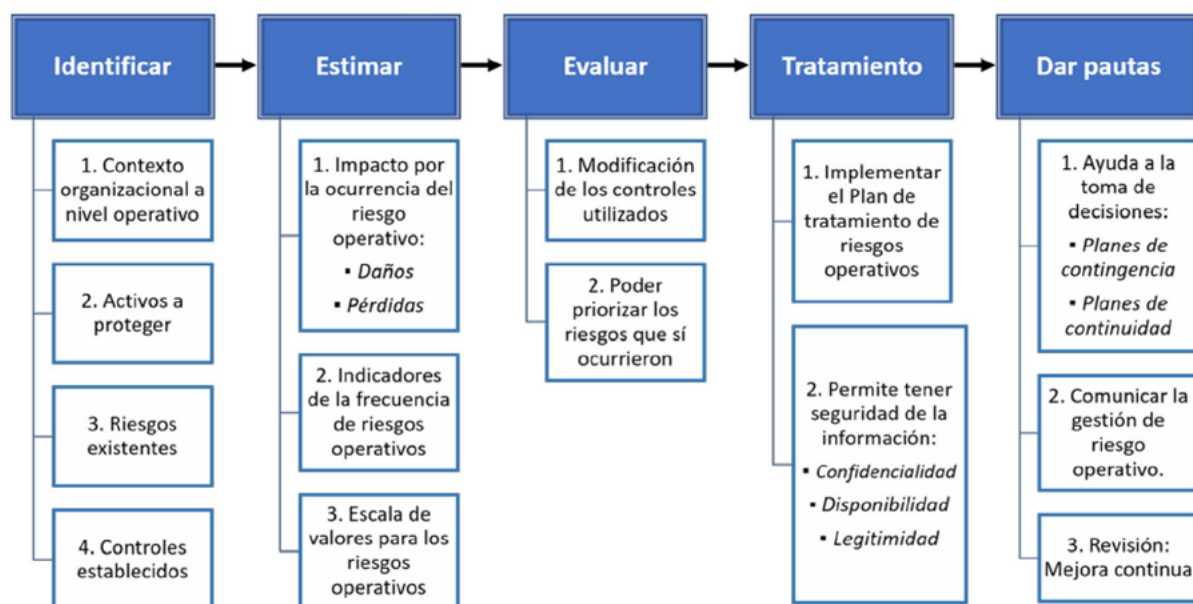 Identificar
Estimar
Evaluar
Tratamiento
Dar pautas
1. Contexto
organizacional a
nivel operativo
2. Activos a
proteger
3. Riesgos
existentes
4. Controles
establecidos
1. Impacto por
la ocurrencia del
riesgo
operativo:
▪ Daños
▪ Pérdidas
2. Indicadores
de la frecuencia
de riesgos
operativos
3. Escala de
valores para los
riesgos
operativos
1. Modificación
de los controles
utilizados
2. Poder
priorizar los
riesgos que sí
ocurrieron
1. Implementar
el Plan de
tratamiento de
riesgos
operativos
2. Permite tener
seguridad de la
información:
▪ Confidencialidad
▪ Disponibilidad
▪ Legitimidad
1. Ayuda a la
toma de
decisiones:
▪ Planes de
contingencia
▪ Planes de
continuidad
2. Comunicar la
gestión de
riesgo
operativo.
3. Revisión:
Mejora continua